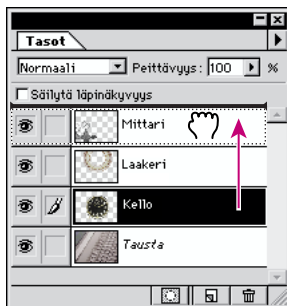 Tasot
Normaali Peittävyys: 100 %
Säilytä läpinäkyvyys
Mittari
Laakeri
Kello
Tausta